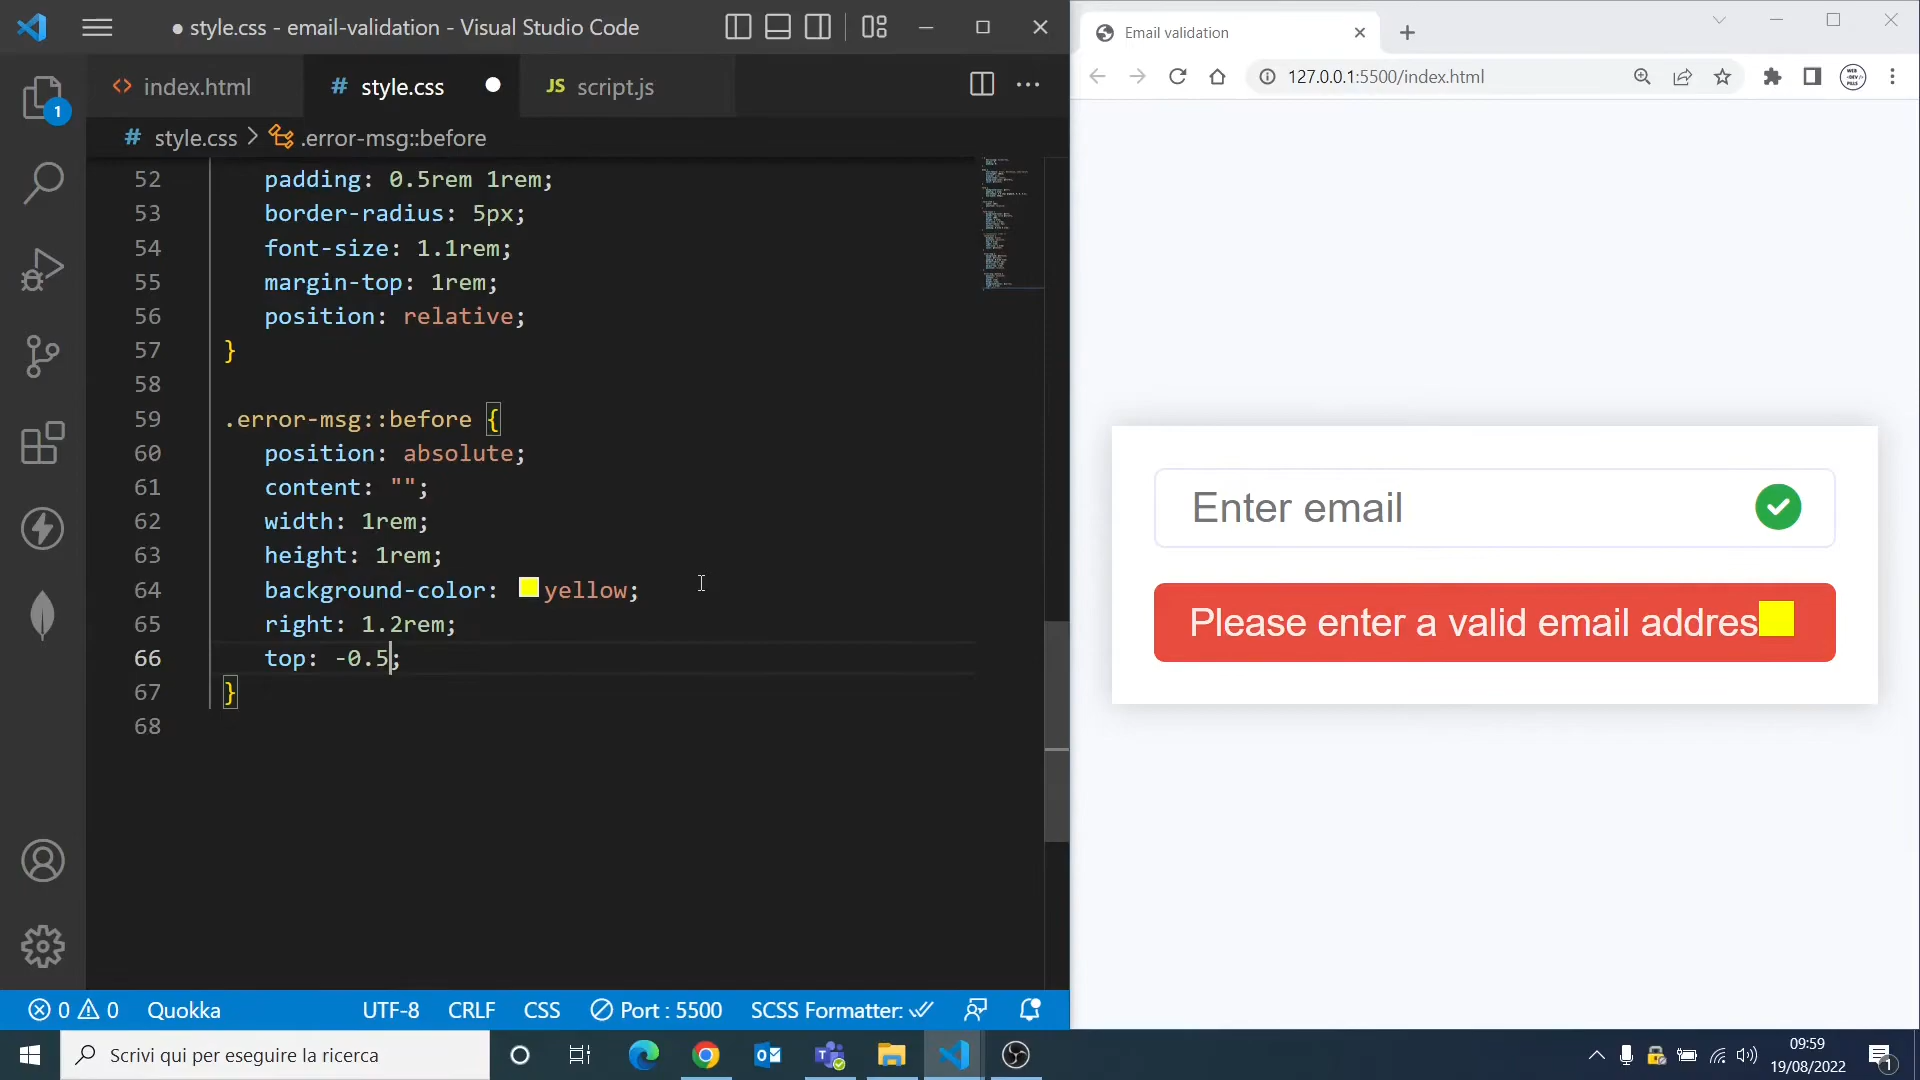 ● style.css - email-validation - Visual Studio Code
1
<> index.html
# style.css ●
JS script.js
# style.css > .error-msg::before
52 padding: 0.5rem 1rem;
53 border-radius: 5px;
54 font-size: 1.1rem;
55 margin-top: 1rem;
56 position: relative;
57 }
58
59 .error-msg::before {
60 position: absolute;
61 content: "";
62 width: 1rem;
63 height: 1rem;
64 background-color: yellow;
65 right: 1.2rem;
66 top: -0.5;
67 }
68
0 0 Quokka UTF-8 CRLF CSS Port : 5500 SCSS Formatter:
Email validation
127.0.0.1:5500/index.html
Enter email
Please enter a valid email addres
Scrivi qui per eseguire la ricerca
09:59
19/08/2022
1